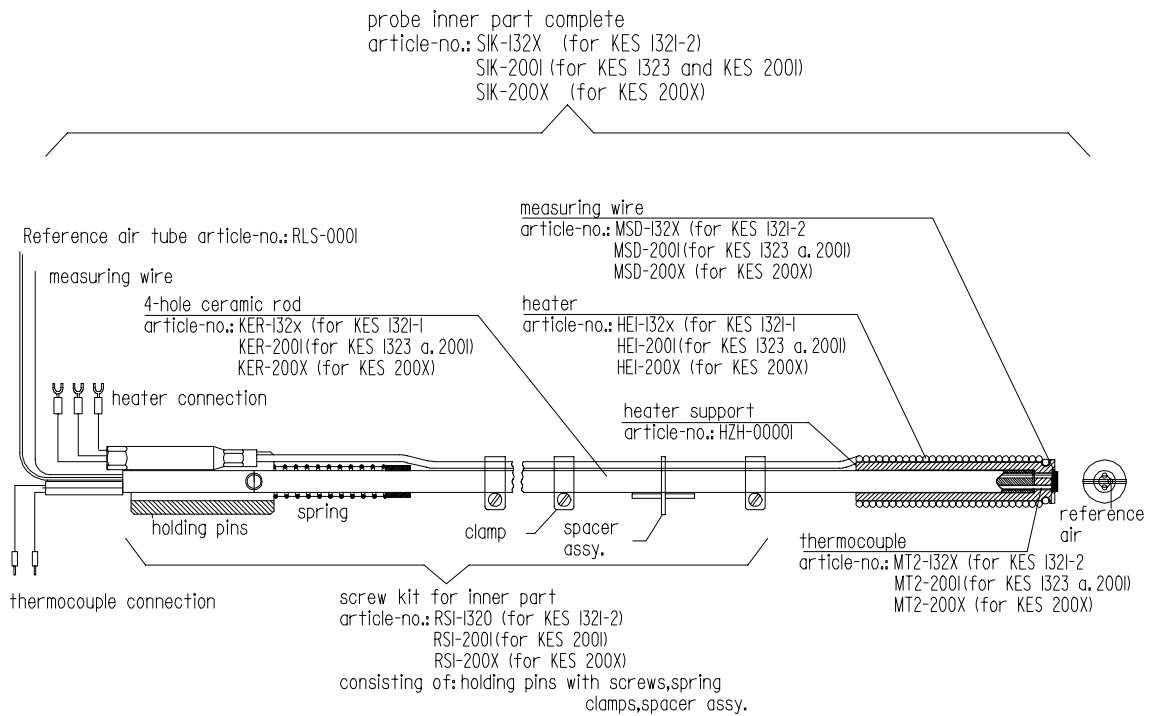 probe inner part complete
article-no.: SIK-132X (for KES 1321-2)
SIK-2001 (for KES 1323 and KES 2001)
SIK-200X (for KES 200X)
measuring wire
article-no.: MSD-132X (for KES 1321-2
MSD-2001(for KES 1323 a. 2001)
MSD-200X (for KES 200X)
Reference air tube article-no.: RLS-0001
measuring wire
4-hole ceramic rod
article-no.: KER-132x (for KES 1321-1
KER-2001(for KES 1323 a. 2001)
KER-200X (for KES 200X)
heater
article-no.: HEI-132x (for KES 1321-1
HEI-2001(for KES 1323 a. 2001)
HEI-200X (for KES 200X)
heater connection
heater support
article-no.: HZH-00001
holding pins
spring
clamp
spacer
assy.
reference
air
thermocouple
article-no.: MT2-132X (for KES 1321-2
MT2-2001(for KES 1323 a. 2001)
MT2-200X (for KES 200X)
thermocouple connection
screw kit for inner part
article-no.: RSI-1320 (for KES 1321-2)
RSI-2001(for KES 2001)
RSI-200X (for KES 200X)
consisting of: holding pins with screws,spring
clamps,spacer assy.